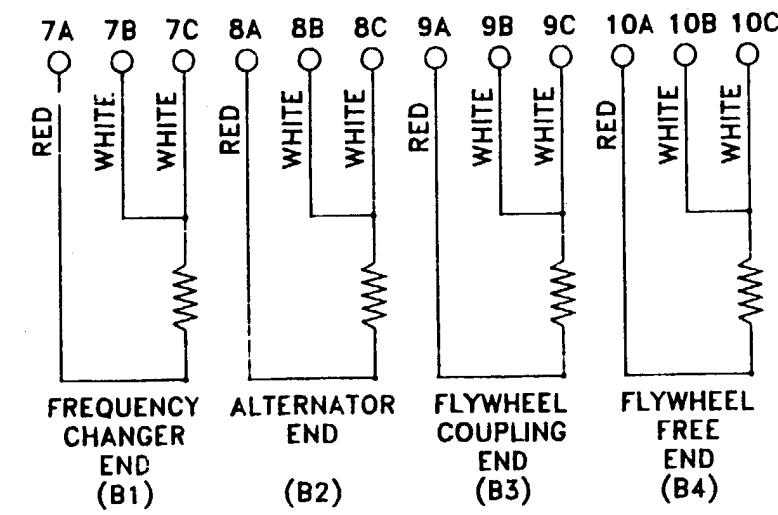 7A 7B 7C 8A 8B 8C 9A 9B 9C 10A 10B 10C
RED WHITE WHITE RED WHITE WHITE RED WHITE WHITE RED WHITE WHITE
FREQUENCY
CHANGER
END
(B1)
ALTERNATOR
END
(B2)
FLYWHEEL
COUPLING
END
(B3)
FLYWHEEL
FREE
END
(B4)